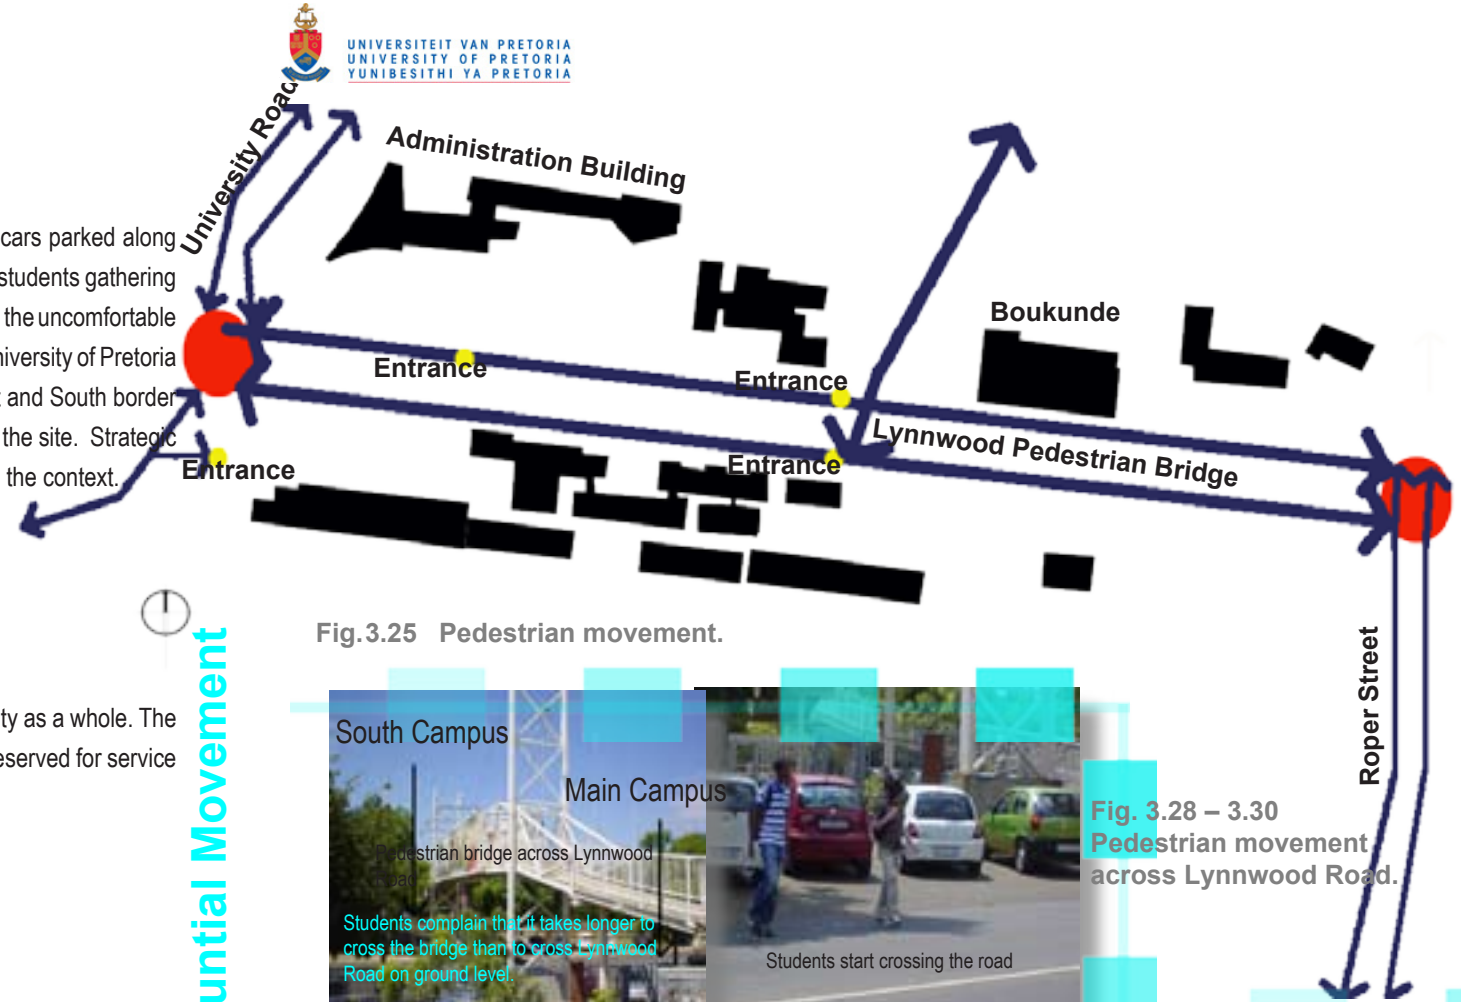 UNIVERSITEIT VAN PRETORIA
UNIVERSITY OF PRETORIA
YUNIBESITHI YA PRETORIA
University Road
Administration Building
cars parked along
students gathering
the uncomfortable
niversity of Pretoria
t and South border
the site. Strategic
the context.
Boukunde
Entrance
Entrance
Lynnwood Pedestrian Bridge
Entrance
Entrance
Fig.3.25 Pedestrian movement.
Roper Street
ty as a whole. The
eserved for service
untial Movement
South Campus
Main Campus
Pedestrian bridge across Lynnwood
Road
Students complain that it takes longer to
cross the bridge than to cross Lynnwood
Road on ground level.
Students start crossing the road
Fig. 3.28 – 3.30
Pedestrian movement
across Lynnwood Road.